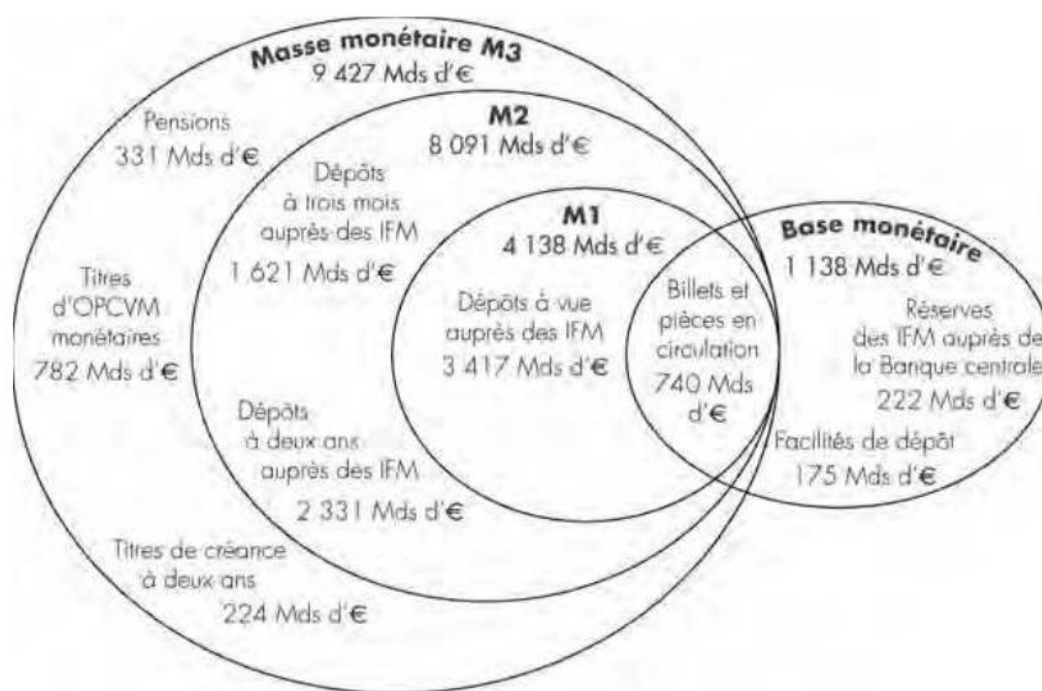 Masse monétaire M3
9 427 Mds d'€
Pensions
331 Mds d'€
M2
8 091 Mds d'€
Dépôts
à trois mois
auprès des IFM
1 621 Mds d'€
M1
4 138 Mds d'€
Base monétaire
1 138 Mds d'€
Titres
d'OPCVM
monétaires
782 Mds d'€
Dépôts à vue
auprès des IFM
3 417 Mds d'€
Billets et
pièces en
circulation
740 Mds
d'€
Réserves
des IFM auprès de
la Banque centrale
222 Mds d'€
Facilités de dépôt
175 Mds d'€
Dépôts
à deux ans
auprès des IFM
2 331 Mds d'€
Titres de créance
à deux ans
224 Mds d'€